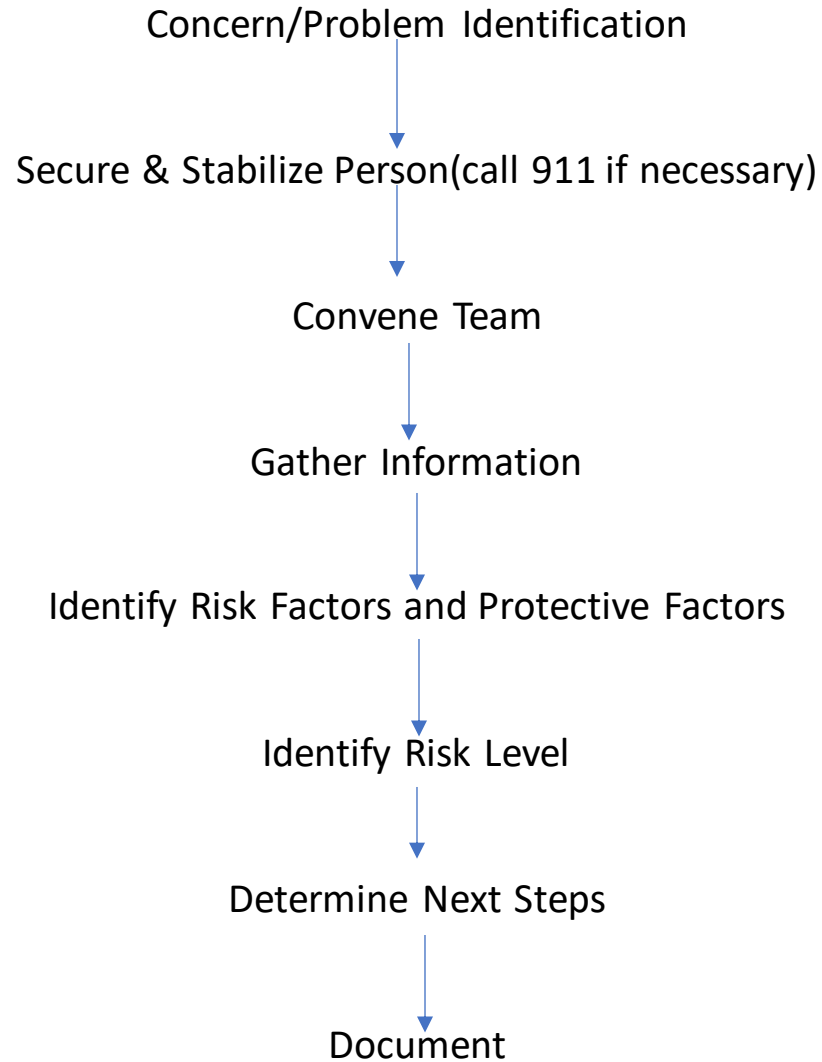 Concern/Problem Identification
Secure & Stabilize Person(call 911 if necessary)
Convene Team
Gather Information
Identify Risk Factors and Protective Factors
Identify Risk Level
Determine Next Steps
Document